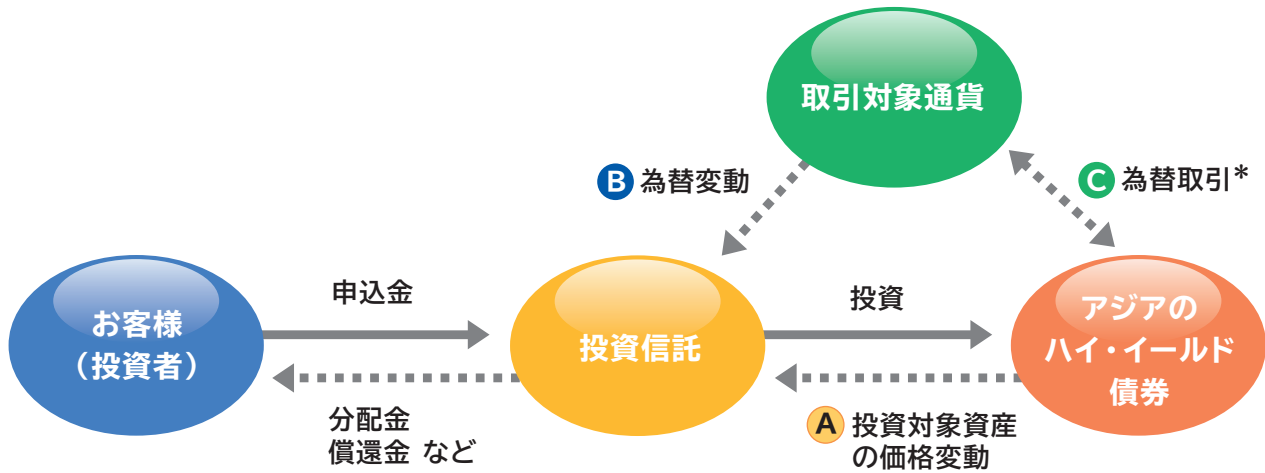 取引対象通貨
B 為替変動
C 為替取引*
申込金
投資
お客様
（投資者）
投資信託
アジアの
ハイ・イールド
債券
分配金
償還金 など
A 投資対象資産
の価格変動